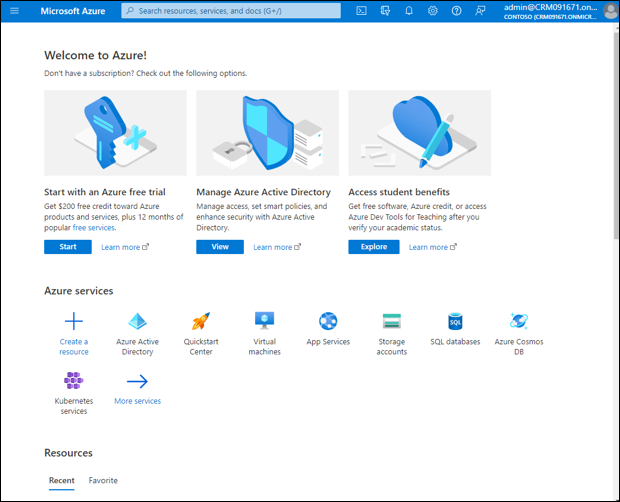 Microsoft Azure
Search resources, services, and docs (G+/)
admin@CRM091671.on...
CONTOSO (CRM091671.ONMICR...
Welcome to Azure!
Don't have a subscription? Check out the following options.
Start with an Azure free trial
Get $200 free credit toward Azure
products and services, plus 12 months of
popular free services.
Start
Learn more
Manage Azure Active Directory
Manage access, set smart policies, and
enhance security with Azure Active
Directory.
View
Learn more
Access student benefits
Get free software, Azure credit, or access
Azure Dev Tools for Teaching after you
verify your academic status.
Explore
Learn more
Azure services
Create a
resource
Azure Active
Directory
Quickstart
Center
Virtual
machines
App Services
Storage
accounts
SQL
SQL databases
Azure Cosmos
DB
Kubernetes
services
More services
Resources
Recent
Favorite